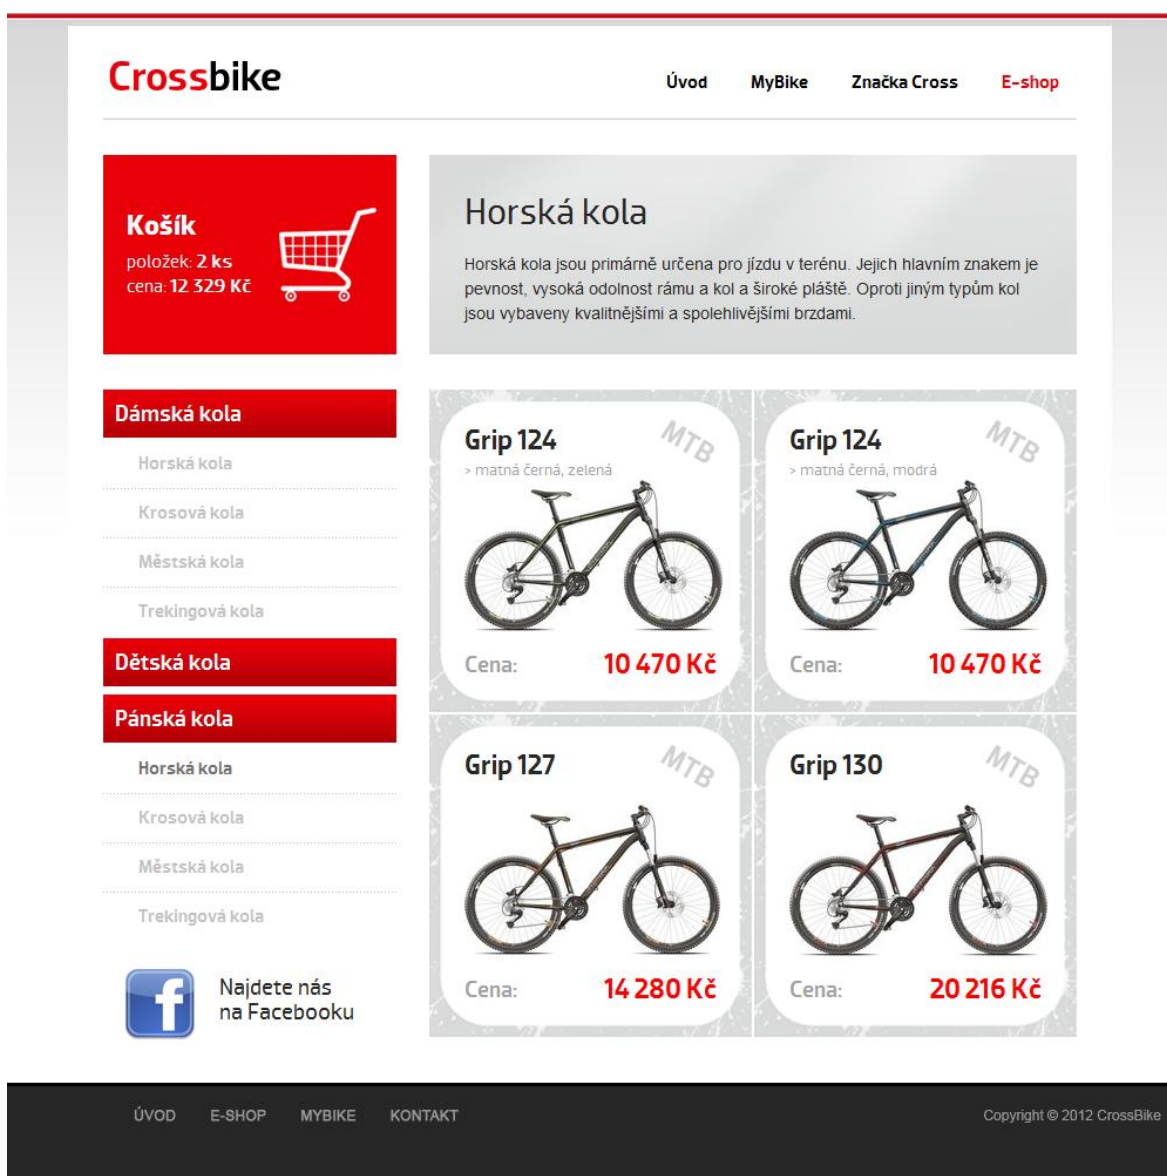 Crossbike
Úvod MyBike Značka Cross E-shop
Košík
položek: 2 ks
cena: 12 329 Kč
Horská kola
Horská kola jsou primárně určena pro jízdu v terénu. Jejich hlavním znakem je
pevnost, vysoká odolnost rámu a kol a široké pláště. Oproti jiným typům kol
jsou vybaveny kvalitnějšími a spolehlivějšími brzdami.
Dámská kola
Horská kola
Krosová kola
Městská kola
Trekingová kola
Dětská kola
Pánská kola
Horská kola
Krosová kola
Městská kola
Trekingová kola
Najdete nás
na Facebooku
Grip 124
MTB
> matná černá, zelená
Cena: 10 470 Kč
Grip 124
MTB
> matná černá, modrá
Cena: 10 470 Kč
Grip 127
MTB
Cena: 14 280 Kč
Grip 130
MTB
Cena: 20 216 Kč
ÚVOD E-SHOP MYBIKE KONTAKT
Copyright © 2012 CrossBike